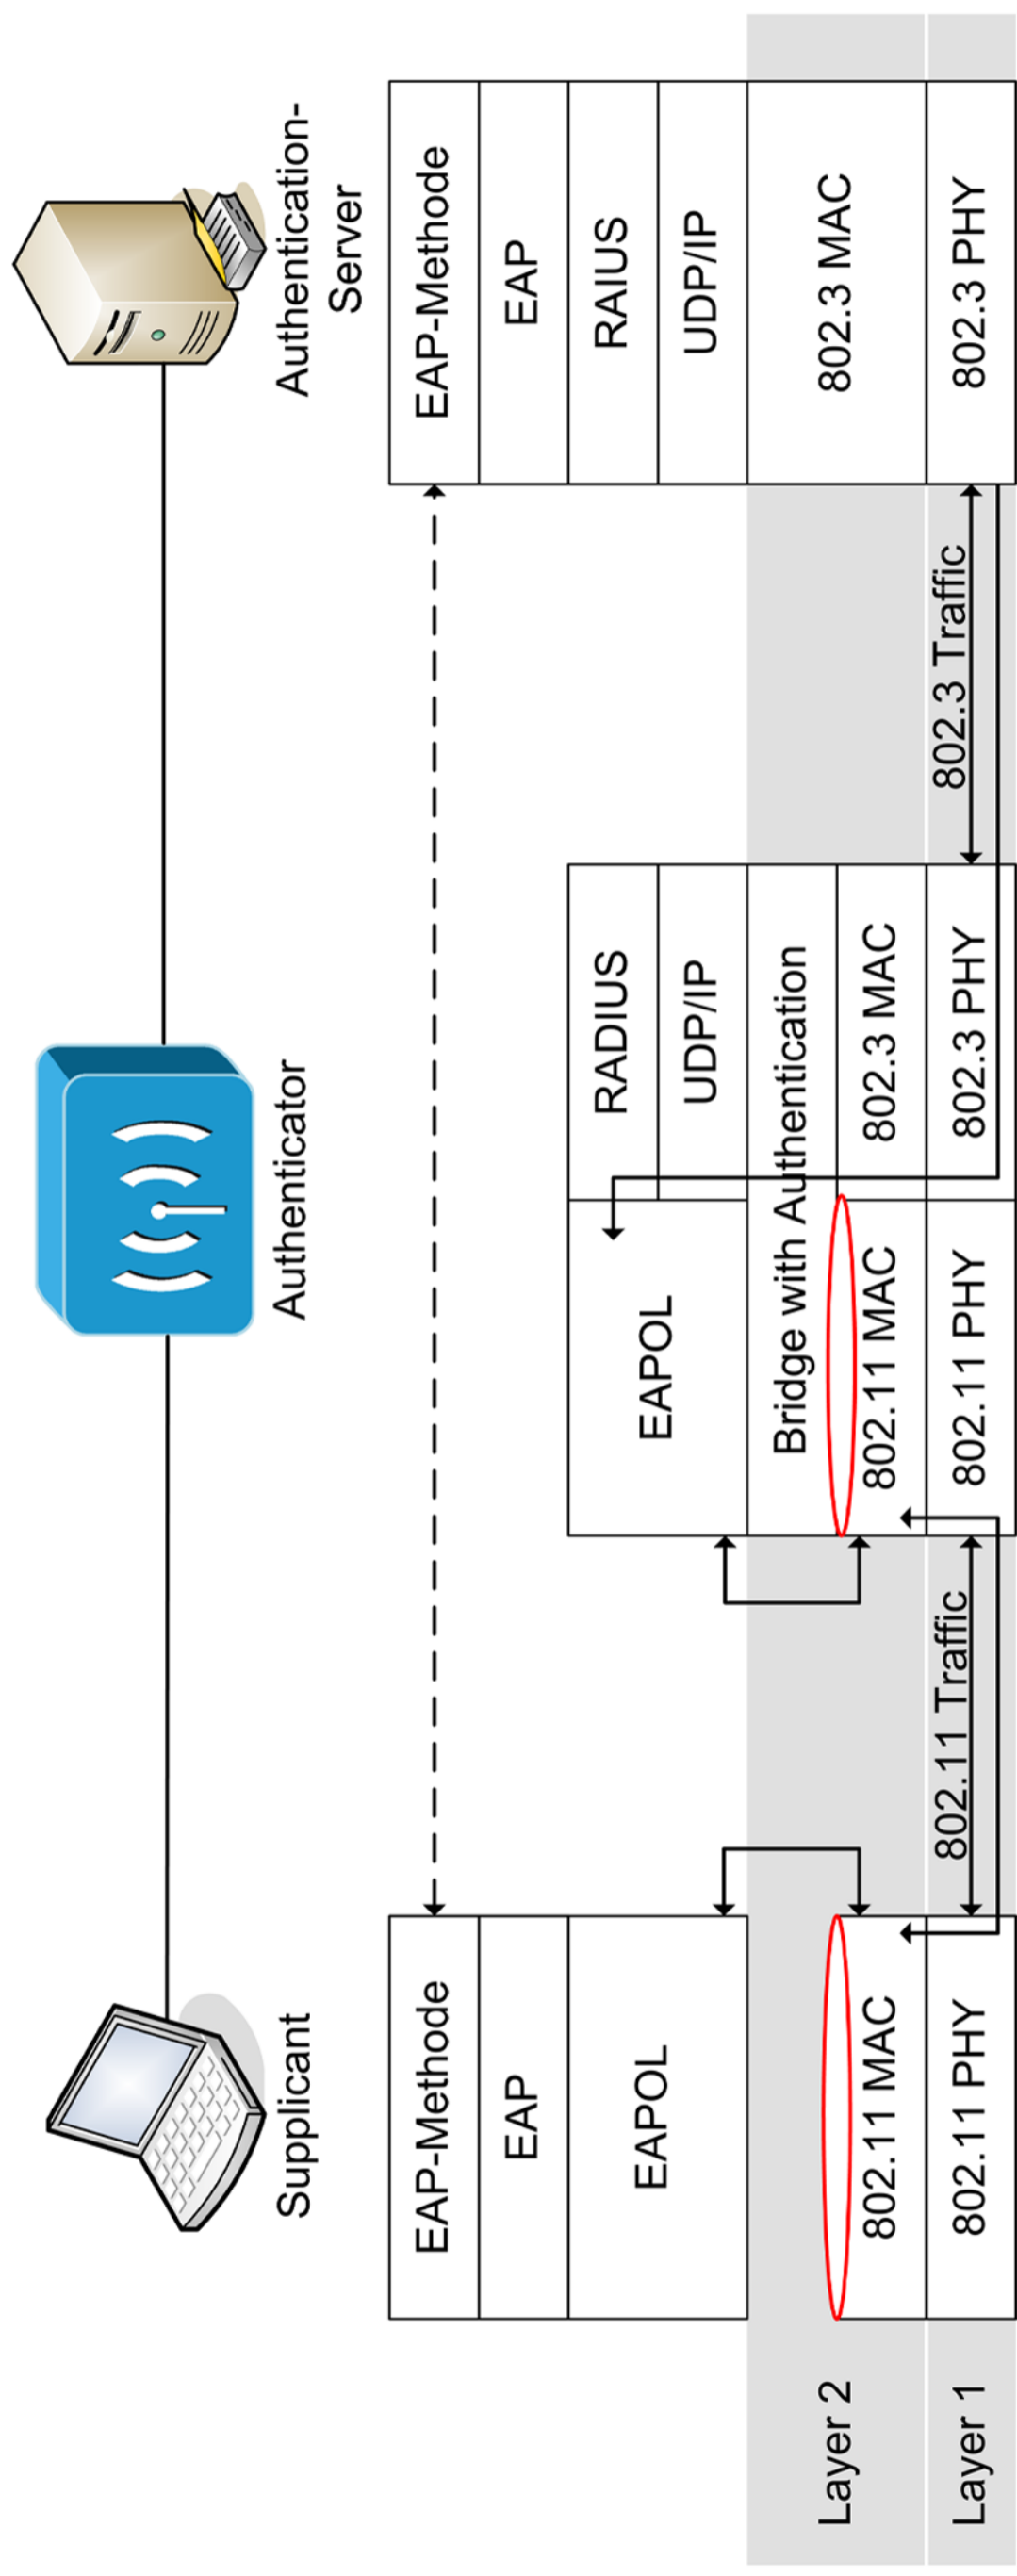 Supplicant
Authenticator
Authentication-
Server
EAP-Methode
EAP
EAPOL
802.11 MAC
802.11 PHY
EAPOL
RADIUS
UDP/IP
Bridge with Authentication
802.11 MAC
802.3 MAC
802.11 PHY
802.3 PHY
EAP-Methode
EAP
RAIUS
UDP/IP
802.3 MAC
802.3 PHY
802.11 Traffic
802.3 Traffic
Layer 2
Layer 1